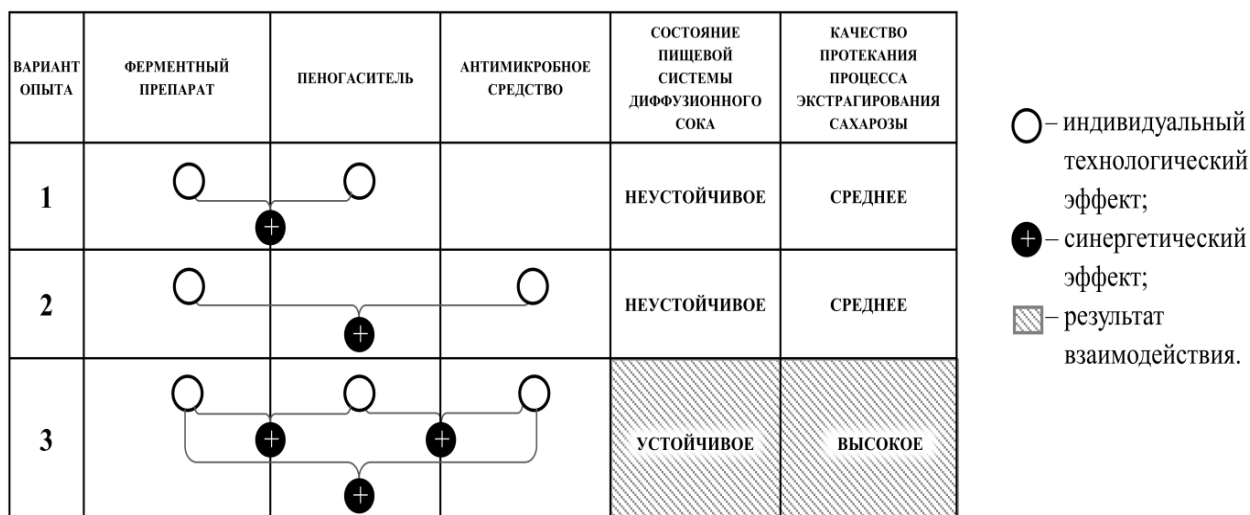 ВАРИАНТ
ОПЫТА
ФЕРМЕНТНЫЙ
ПРЕПАРАТ
ПЕНОГАСИТЕЛЬ
АНТИМИКРОБНОЕ
СРЕДСТВО
СОСТОЯНИЕ
ПИЩЕВОЙ
СИСТЕМЫ
ДИФФУЗИОННОГО
СОКА
КАЧЕСТВО
ПРОТЕКАНИЯ
ПРОЦЕССА
ЭКСТРАГИРОВАНИЯ
САХАРОЗЫ
1
+
НЕУСТОЙЧИВОЕ
СРЕДНЕЕ
2
+
НЕУСТОЙЧИВОЕ
СРЕДНЕЕ
3
+ +
+
УСТОЙЧИВОЕ
ВЫСОКОЕ
– индивидуальный
технологический
эффект;
+ – синергетический
эффект;
– результат
взаимодействия.